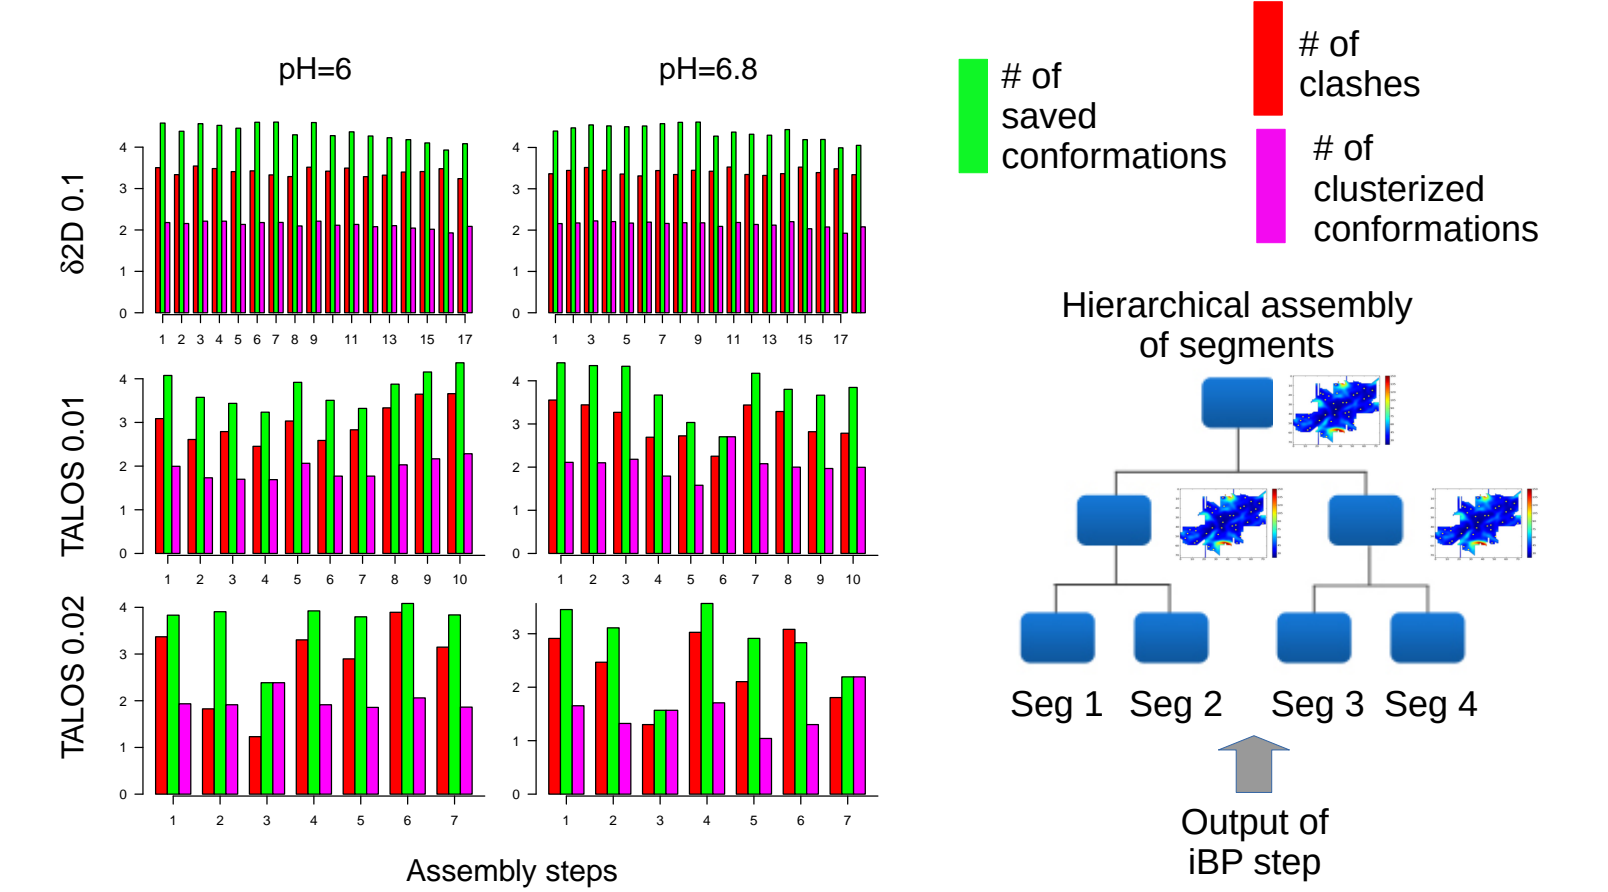 pH=6
pH=6.8
# of
saved
conformations
# of
clashes
# of
clusterized
conformations
δ2D 0.1
4
3
2
1
0
1 2 3 4 5 6 7 8 9 11 13 15 17
4
3
2
1
0
1 3 5 7 9 11 13 15 17
TALOS 0.01
4
3
2
1
0
1 2 3 4 5 6 7 8 9 10
4
3
2
1
0
1 2 3 4 5 6 7 8 9 10
TALOS 0.02
4
3
2
1
0
1 2 3 4 5 6 7
3
2
1
0
1 2 3 4 5 6 7
Assembly steps
Hierarchical assembly
of segments
Seg 1 Seg 2 Seg 3 Seg 4
Output of
iBP step